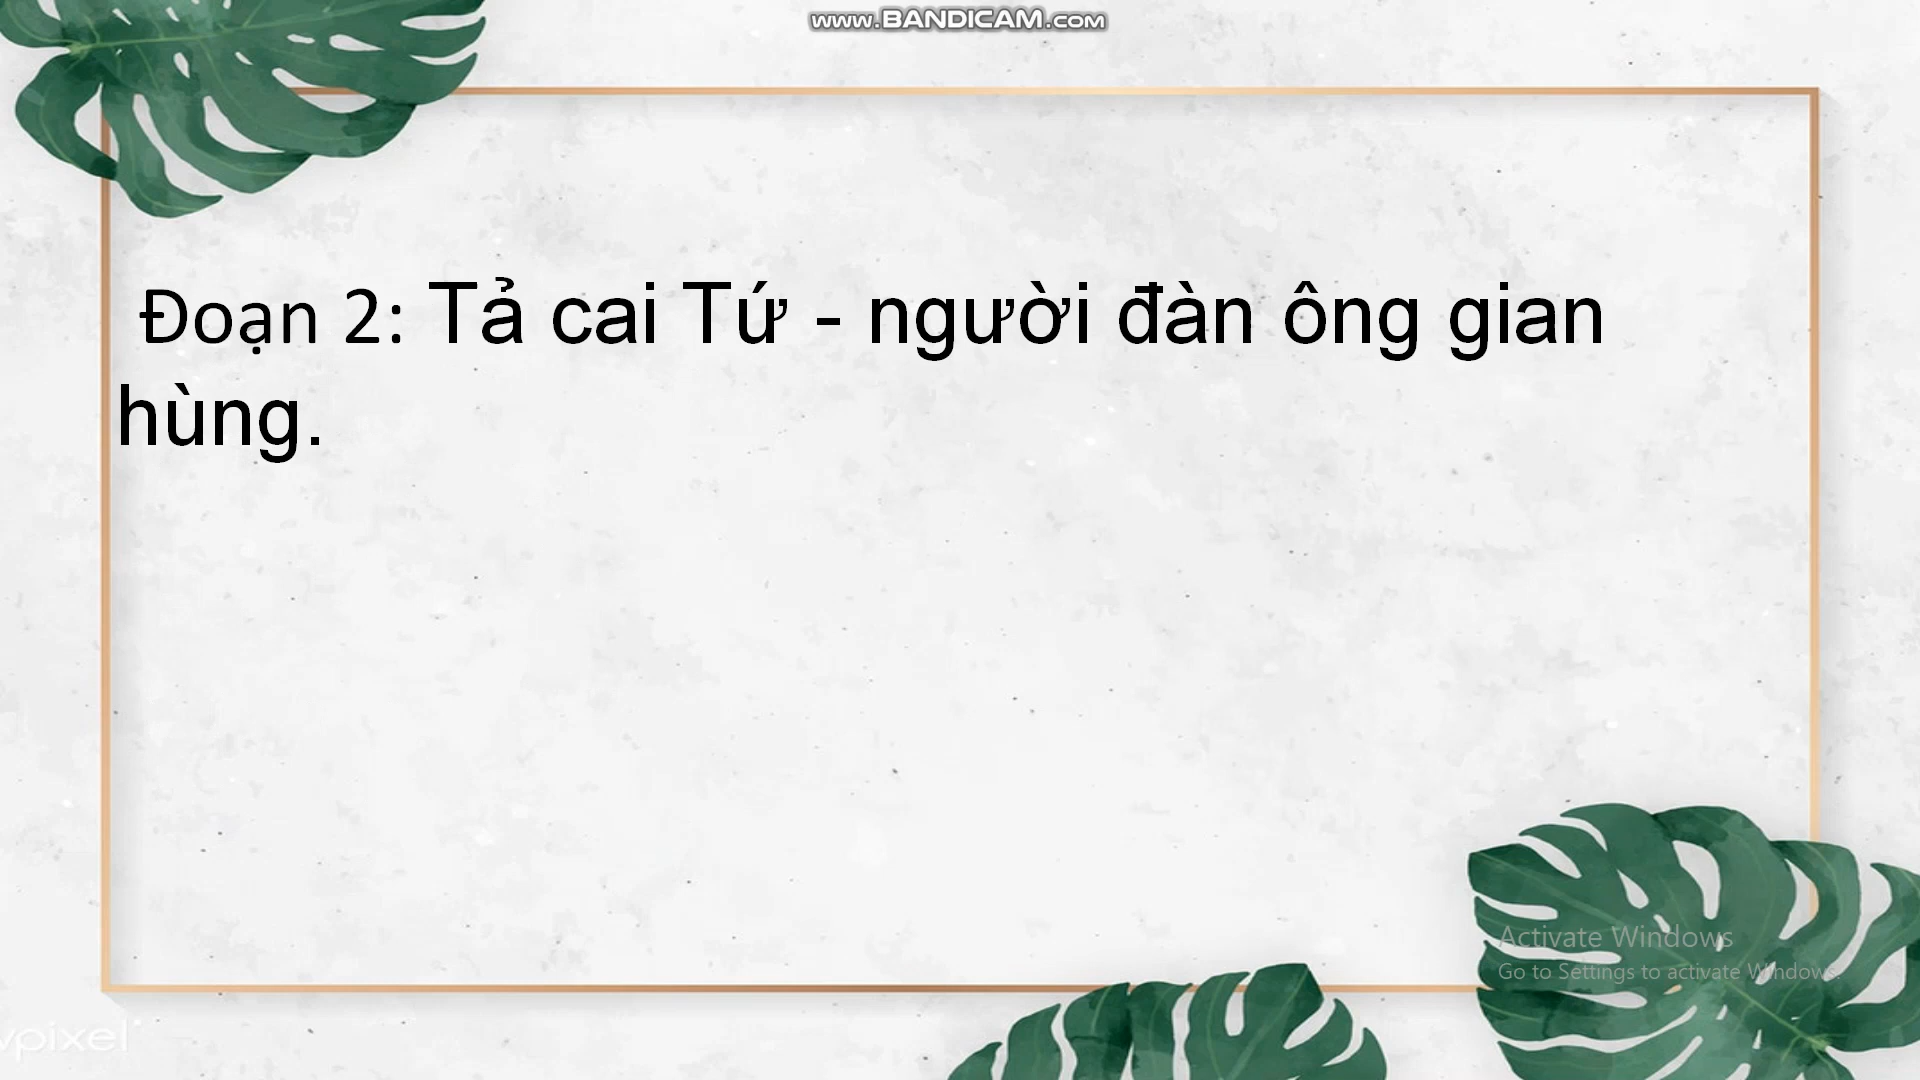 www.BANDICAM.com
Đoạn 2: Tả cai Tứ - người đàn ông gian
hùng.
Activate Windows
Go to Settings to activate Windows.